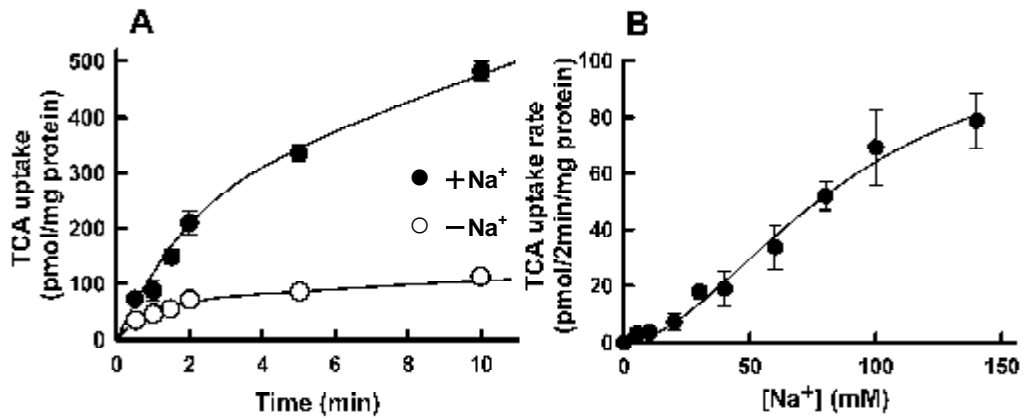 A
TCA uptake
(pmol/mg protein)
500
400
300
200
100
0
+Na⁺
−Na⁺
0
2
4
6
8
10
Time (min)
B
TCA uptake rate
(pmol/2min/mg protein)
100
80
60
40
20
0
0
50
100
150
[Na⁺] (mM)